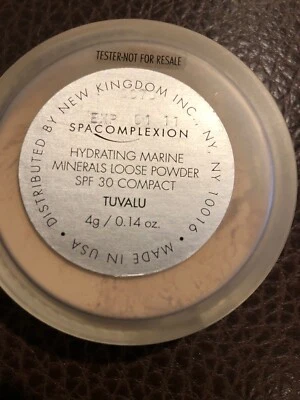 TESTER-NOT FOR RESALE
EXP 01 11
SPACOMPLEXION
HYDRATING MARINE
MINERALS LOOSE POWDER
SPF 30 COMPACT
TUVALU
4g / 0.14 oz.
• DISTRIBUTED BY NEW KINGDOM INC., NY, NY 10016 • MADE IN USA